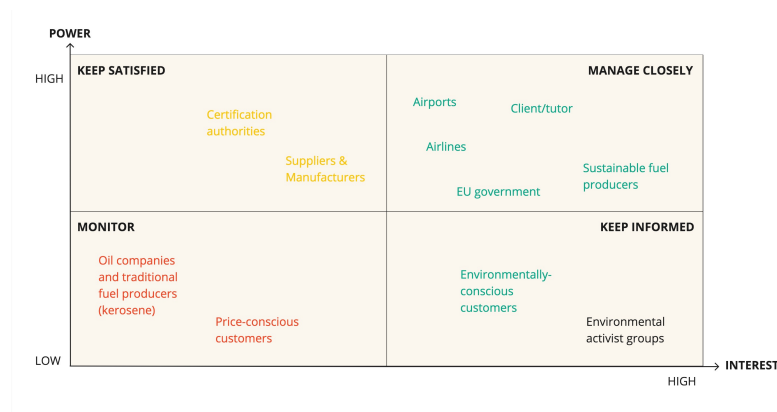 POWER
HIGH
KEEP SATISFIED
MANAGE CLOSELY
Airports
Client/tutor
Certification
authorities
Airlines
Suppliers &
Manufacturers
Sustainable fuel
producers
EU government
MONITOR
KEEP INFORMED
Oil companies
and traditional
fuel producers
(kerosene)
Environmentally-
conscious
customers
Price-conscious
customers
Environmental
activist groups
LOW
INTEREST
HIGH